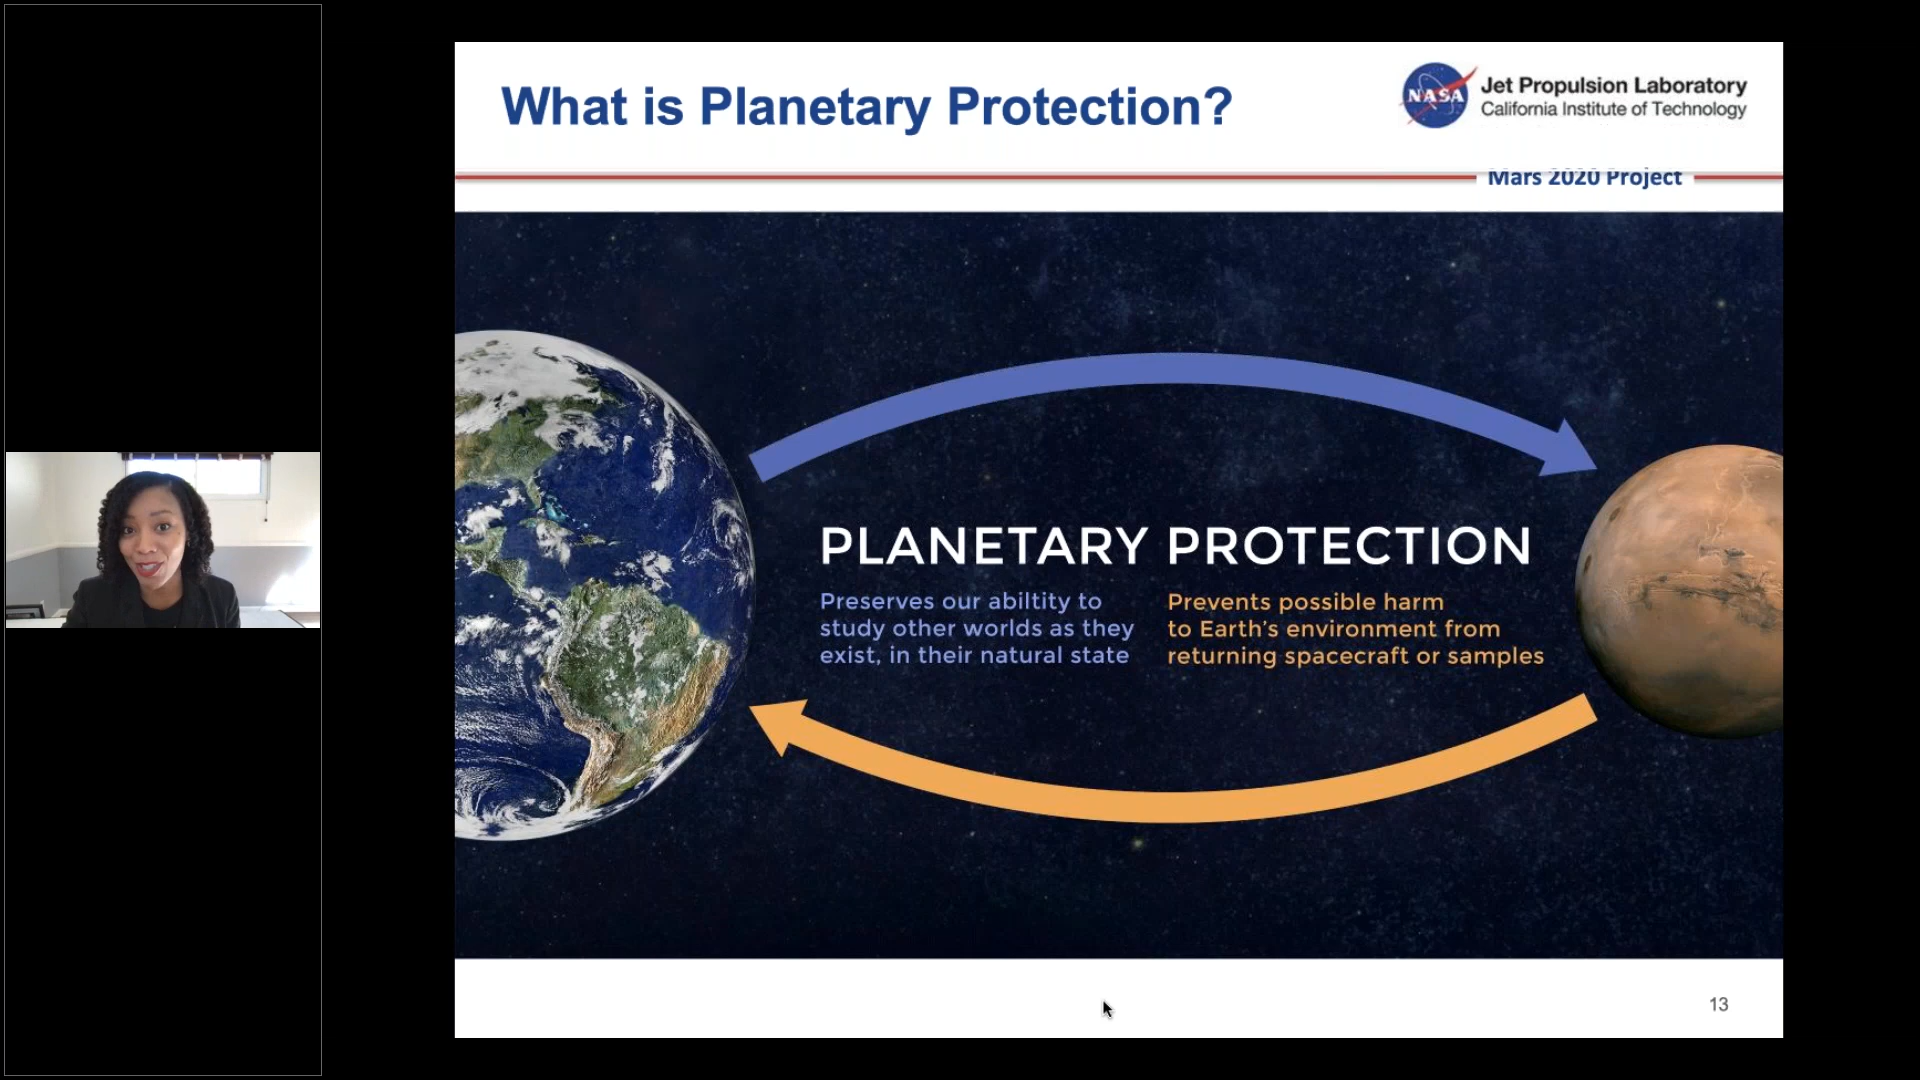 What is Planetary Protection?
NASA
Jet Propulsion Laboratory
California Institute of Technology
Mars 2020 Project
PLANETARY PROTECTION
Preserves our abiltity to
study other worlds as they
exist, in their natural state
Prevents possible harm
to Earth's environment from
returning spacecraft or samples
13